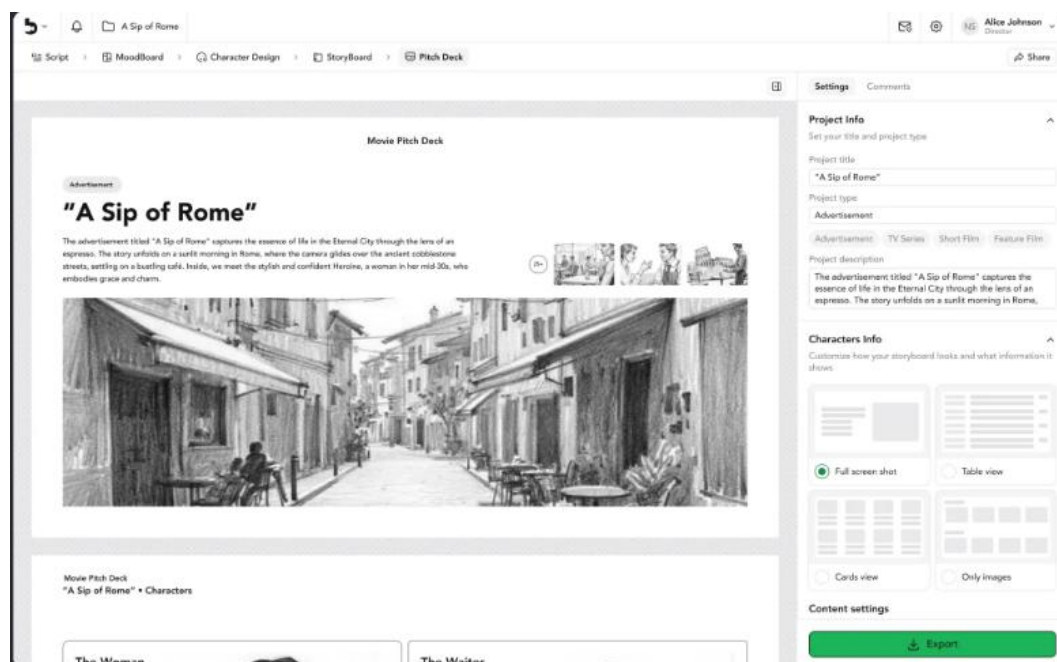 "A Sip of Rome"
Alice Johnson
NS
Director
Script
MoodBoard
Character Design
StoryBoard
Pitch Deck
Share
Settings
Comments
Movie Pitch Deck
Advertisement
"A Sip of Rome"
The advertisement titled "A Sip of Rome" captures the essence of life in the Eternal City through the lens of an
espresso. The story unfolds on a sunlit morning in Rome, where the camera glides over the ancient cobblestone
streets, settling on a bustling café. Inside, we meet the stylish and confident Heroine, a woman in her mid-30s, who
embodies grace and charm.
Project Info
Set your title and project type
Project title
"A Sip of Rome"
Project type
Advertisement
Advertisement
TV Series
Short Film
Feature Film
Project description
The advertisement titled "A Sip of Rome" captures the
essence of life in the Eternal City through the lens of an
espresso. The story unfolds on a sunlit morning in Rome,
Characters Info
Customize how your storyboard looks and what information it
shows
Full screen shot
Table view
Cards view
Only images
Content settings
Export
Movie Pitch Deck
"A Sip of Rome" • Characters
The Woman
The Waiter